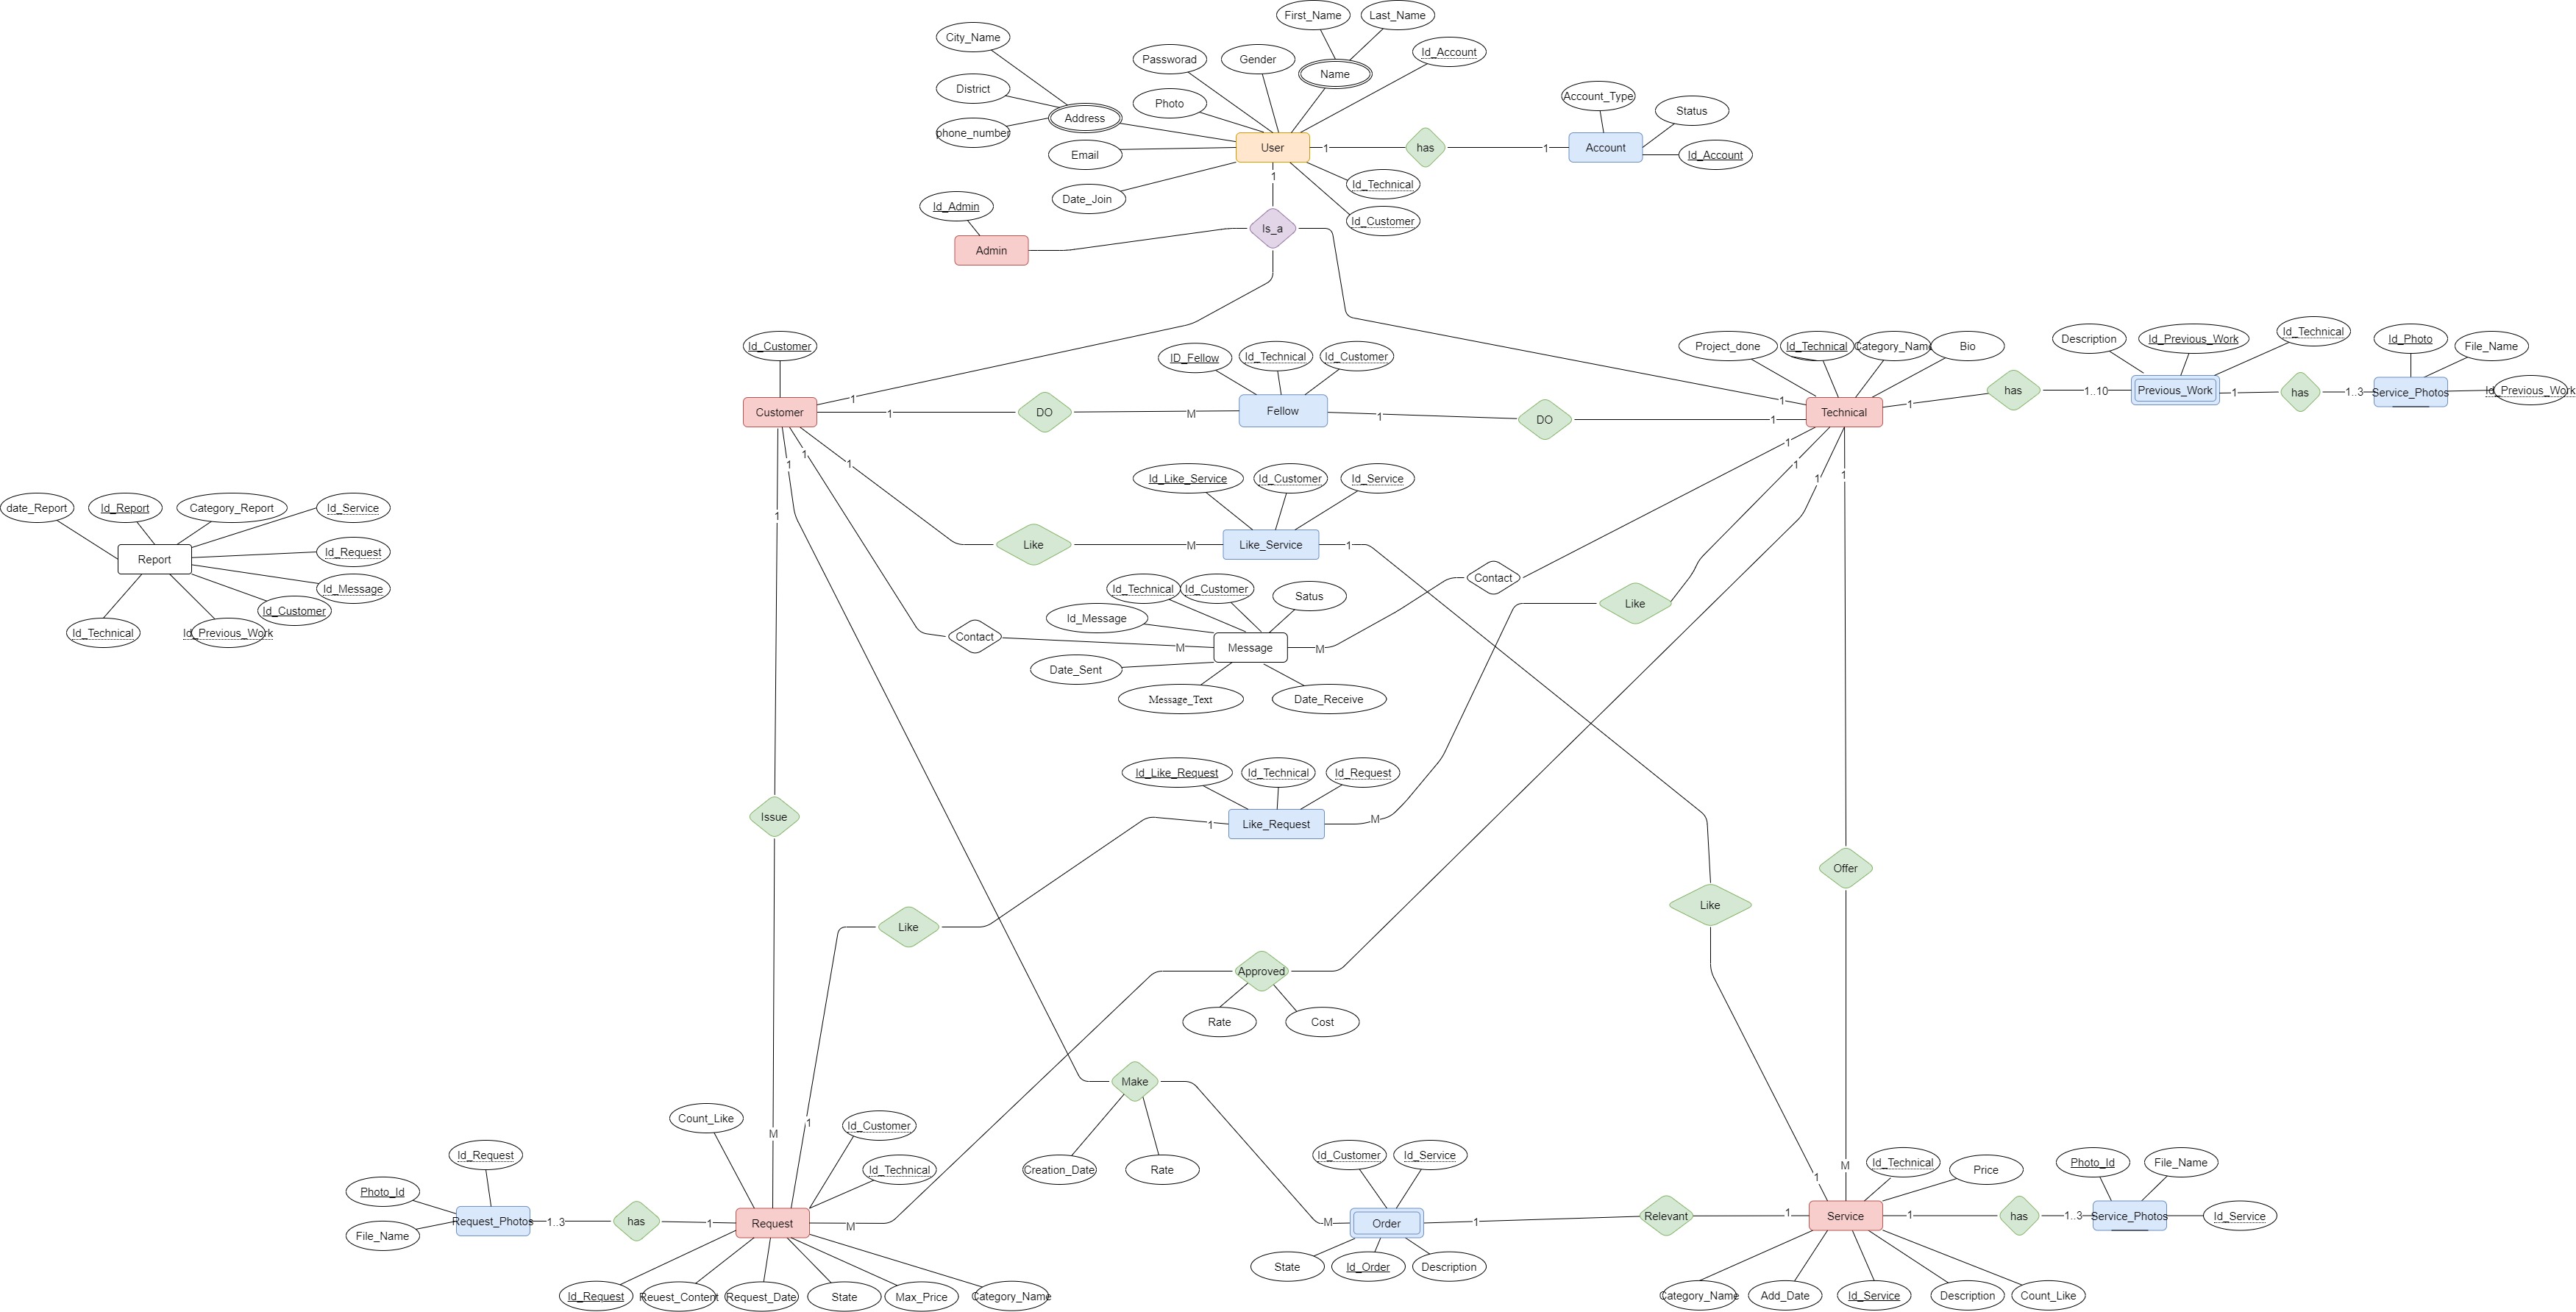 First_Name
Last_Name
City_Name
Passworad
Gender
Name
Id_Account
District
Photo
Address
phone_number
Account_Type
Status
User
1
has
1
Account
Email
Id_Account
1
Id_Technical
Date_Join
Id_Admin
Id_Customer
Is_a
Admin
Id_Customer
ID_Fellow
Id_Technical
Id_Customer
Project_done
Id_Technical
Category_Name
Bio
Description
Id_Previous_Work
Id_Technical
Id_Photo
File_Name
1
1
Customer
1
DO
M
Fellow
1
DO
1
Technical
1
has
1..10
Previous_Work
1
has
1..3
Service_Photos
Id_Previous_Work
1
1
1
1
1
1
1
Id_Like_Service
Id_Customer
Id_Service
date_Report
Id_Report
Category_Report
Id_Service
1
Like
M
Like_Service
1
Report
Id_Request
Id_Message
Id_Customer
Id_Technical
Id_Previous_Work
Contact
Id_Technical
Id_Customer
Satus
Like
Id_Message
Contact
M
Message
M
Date_Sent
Message_Text
Date_Receive
Id_Like_Request
Id_Technical
Id_Request
Issue
1
Like_Request
M
Offer
Like
Like
Approved
Rate
Cost
Make
Creation_Date
Rate
Count_Like
1
Id_Customer
M
Id_Technical
Id_Request
Photo_Id
File_Name
Request_Photos
1..3
has
1
Request
M
Id_Request
Reuest_Content
Request_Date
State
Max_Price
Category_Name
Id_Customer
Id_Service
M
Order
1
Relevant
1
State
Id_Order
Description
1
M
Id_Technical
Price
Service
1
has
1..3
Service_Photos
Photo_Id
File_Name
Id_Service
Category_Name
Add_Date
Id_Service
Description
Count_Like